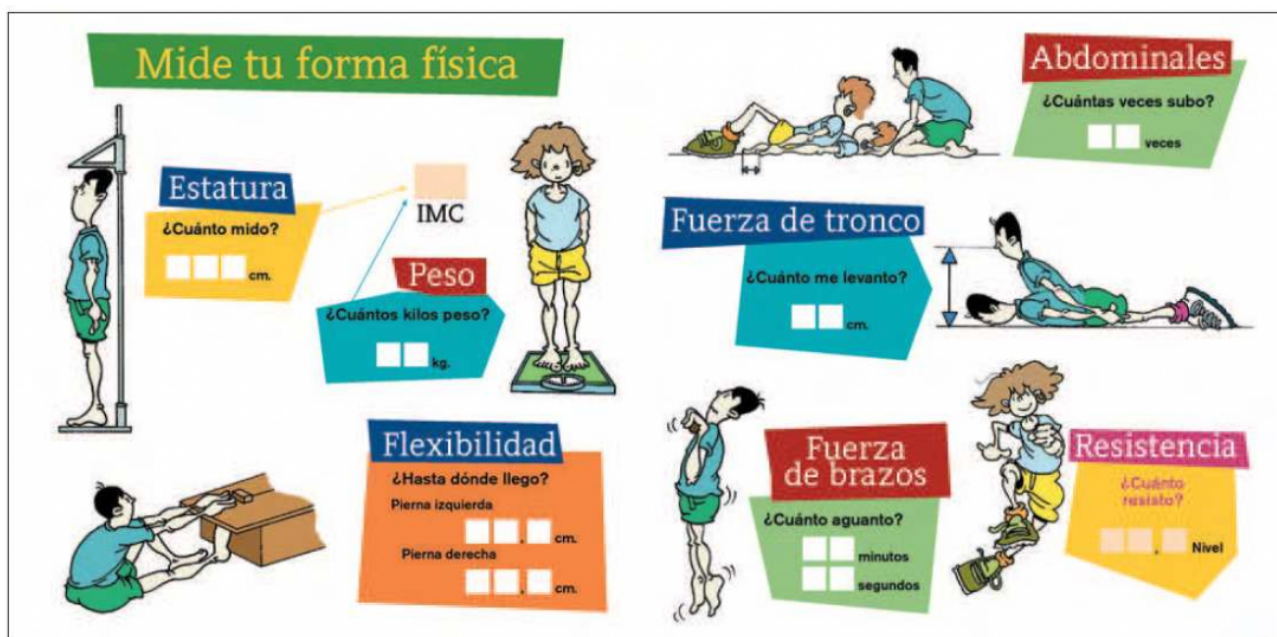 Mide tu forma física
Estatura
¿Cuánto mido?
cm.
IMC
Peso
¿Cuántos kilos peso?
kg.
Flexibilidad
¿Hasta dónde llego?
Pierna izquierda
. cm.
Pierna derecha
. cm.
Abdominales
¿Cuántas veces subo?
veces
Fuerza de tronco
¿Cuánto me levanto?
cm.
Fuerza
de brazos
¿Cuánto aguanto?
minutos
segundos
Resistencia
¿Cuánto
resisto?
. Nivel